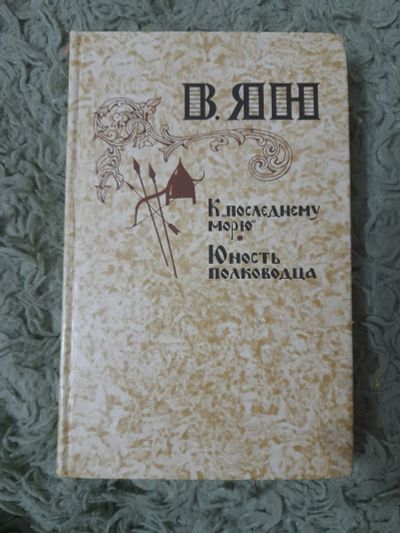 В. ЯН
К „последнему
морю“
Юность
полководца